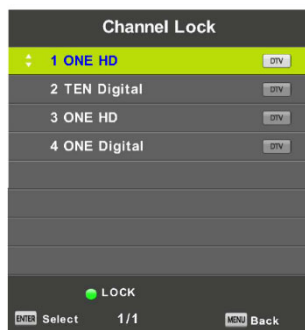 Channel Lock
1 ONE HD DTV
2 TEN Digital DTV
3 ONE HD DTV
4 ONE Digital DTV
LOCK
ENTER Select 1/1 MENU Back